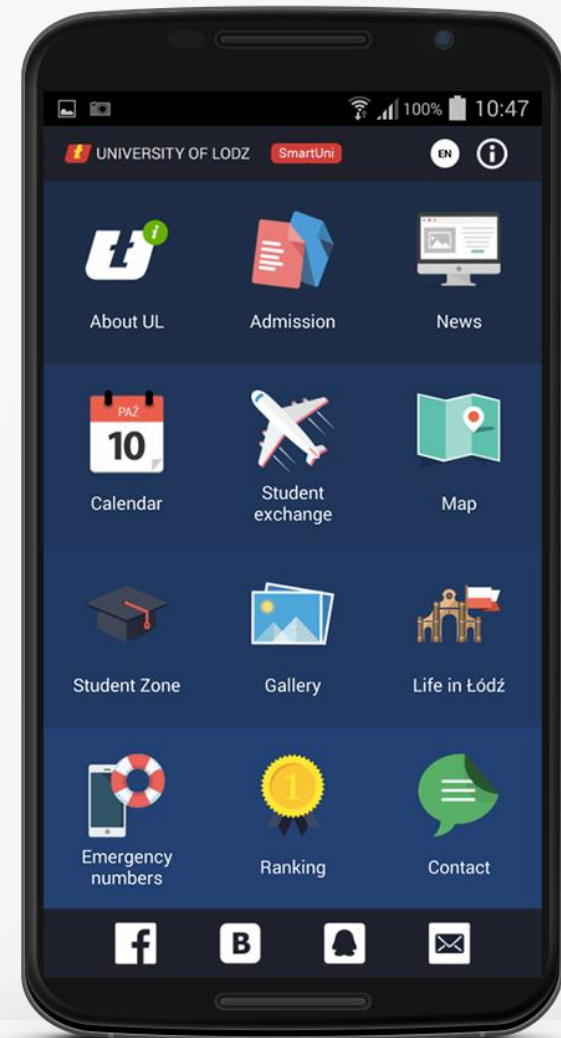 100% 10:47
UNIVERSITY OF LODZ SmartUni EN i
i
About UL Admission News
PAŹ
10
Calendar Student exchange Map
Student Zone Gallery Life in Łódź
1
Emergency numbers Ranking Contact
f B